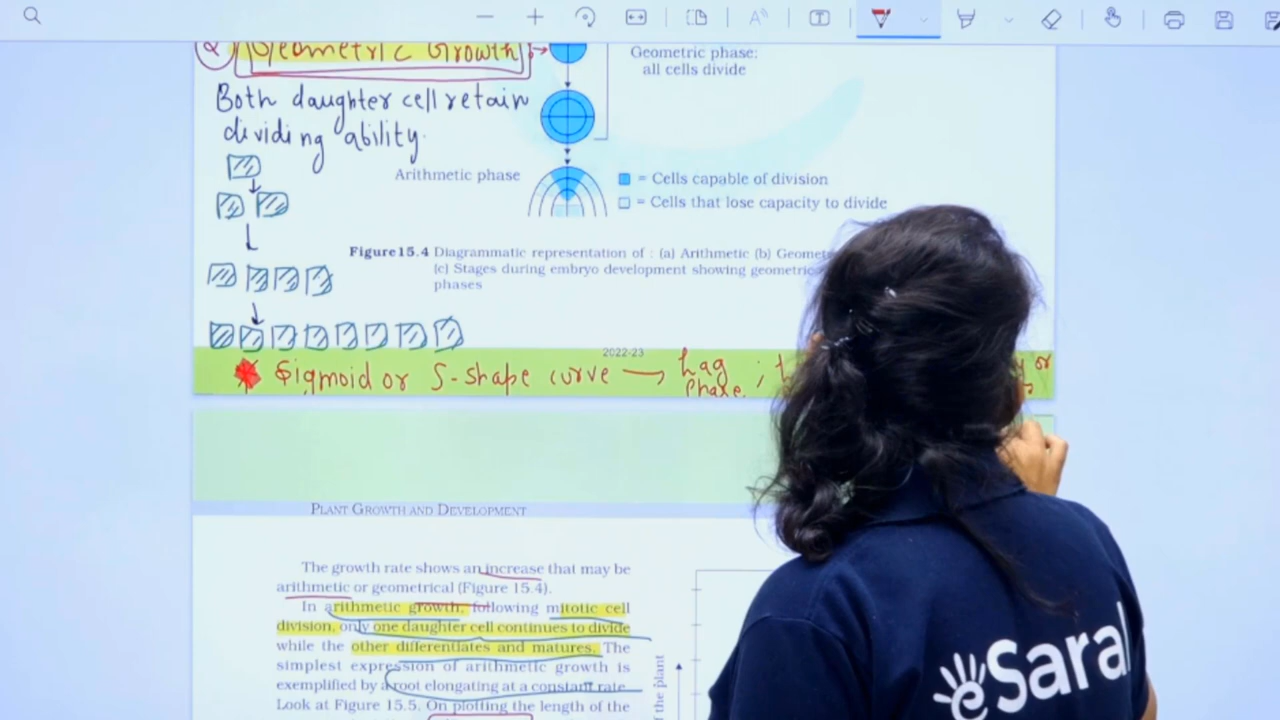 ② Geometric Growth
Geometric phase:
all cells divide
Both daughter cell retain
dividing ability.
Arithmetic phase
= Cells capable of division
= Cells that lose capacity to divide
Figure 15.4 Diagrammatic representation of : (a) Arithmetic (b)
(c) Stages during embryo development showing geometric
phases
2022-23
Sigmoid or S-shape curve → Lag
Phase ;
or
PLANT GROWTH AND DEVELOPMENT
The growth rate shows an increase that may be
arithmetic or geometrical (Figure 15.4).
In arithmetic growth, following mitotic cell
division, only one daughter cell continues to divide
while the other differentiates and matures. The
simplest expression of arithmetic growth is
exemplified by a root elongating at a constant rate.
Look at Figure 15.5. On plotting the length of the
the plant
eSaral